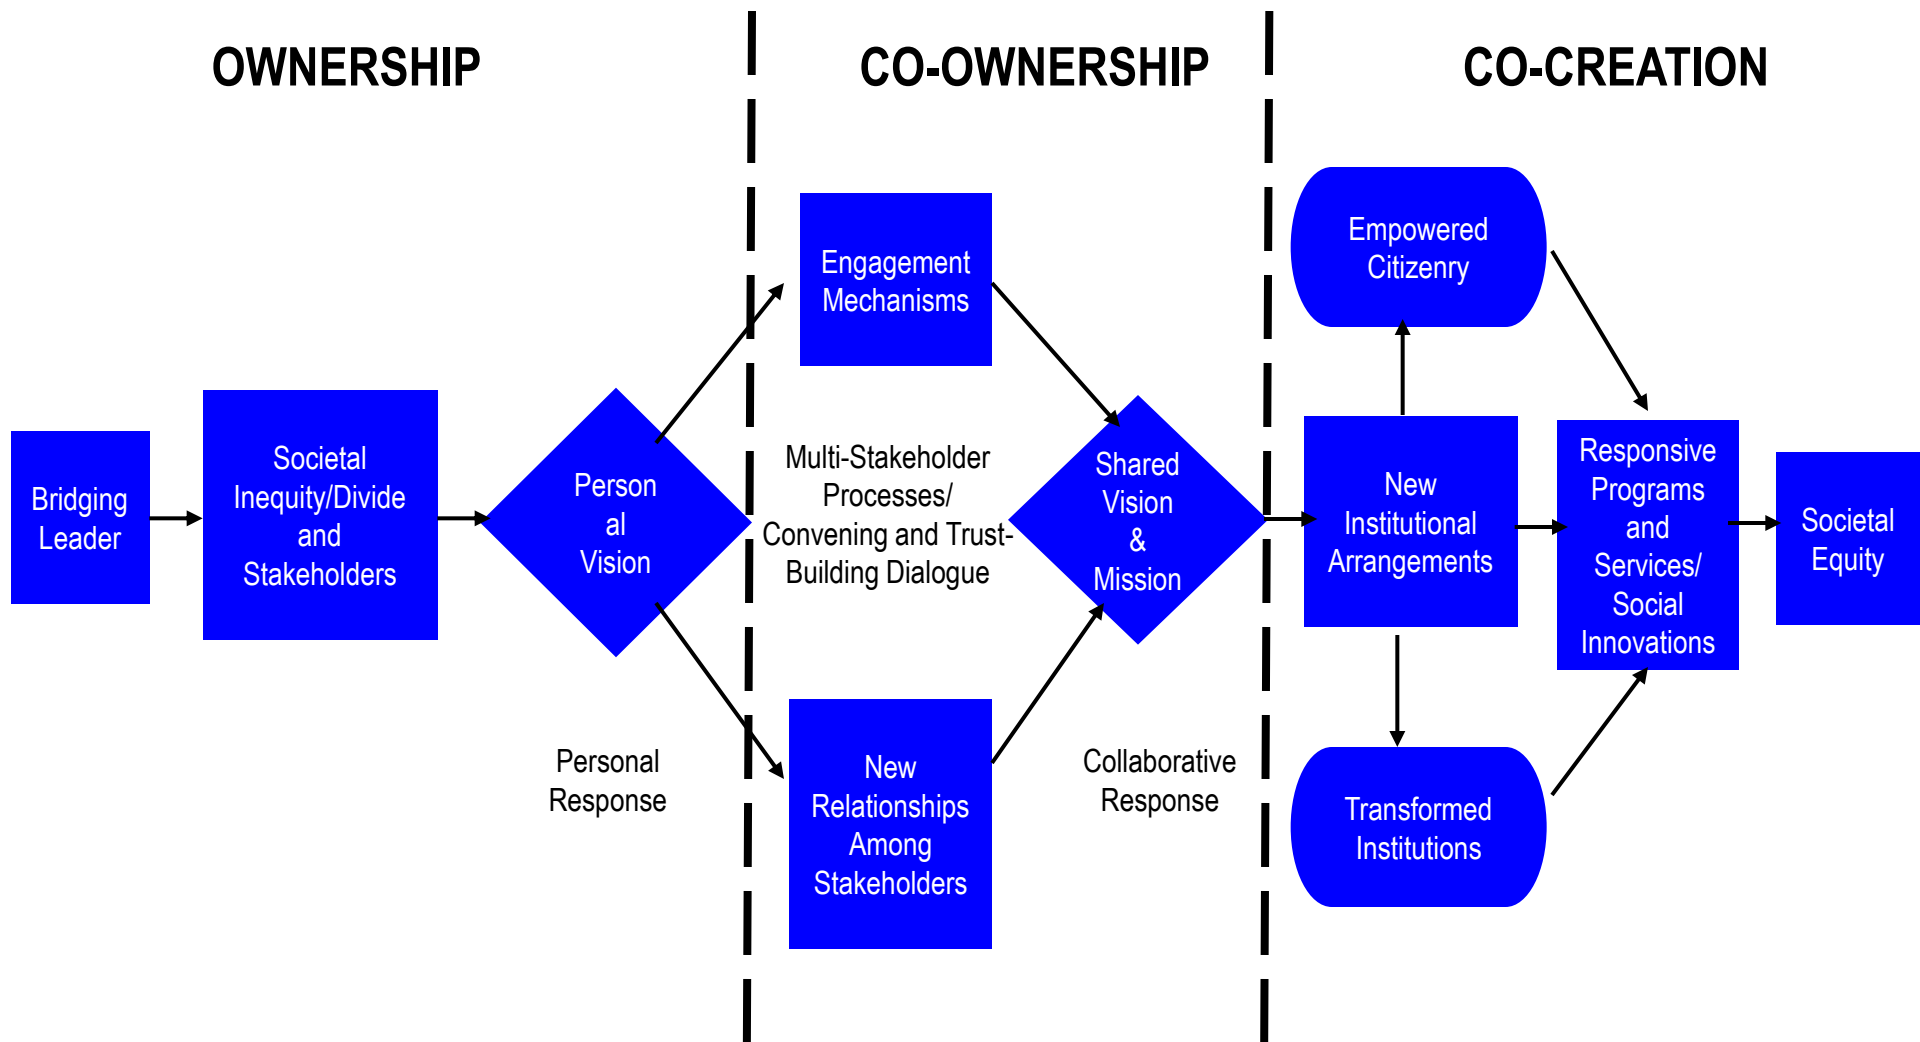 OWNERSHIP
CO-OWNERSHIP
CO-CREATION
Bridging
Leader
Societal
Inequity/Divide
and
Stakeholders
Person
al
Vision
Personal
Response
Engagement
Mechanisms
Multi-Stakeholder
Processes/
Convening and Trust-
Building Dialogue
New
Relationships
Among
Stakeholders
Shared
Vision
&
Mission
Collaborative
Response
Empowered
Citizenry
New
Institutional
Arrangements
Transformed
Institutions
Responsive
Programs
and
Services/
Social
Innovations
Societal
Equity